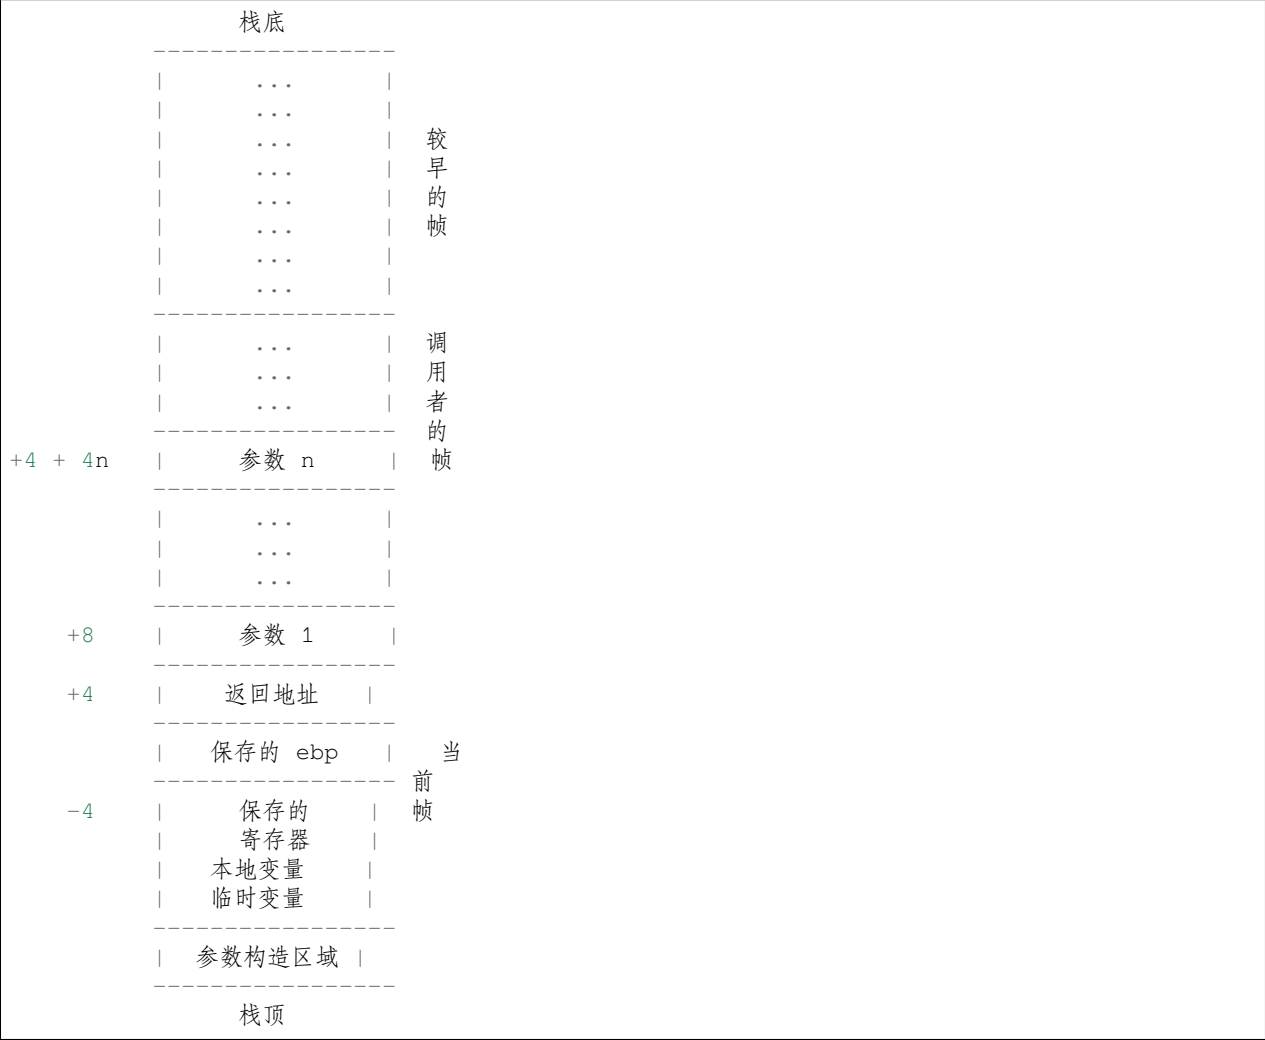 栈底
-----------------
|      ...      |
|      ...      |
|      ...      |  较
|      ...      |  早
|      ...      |  的
|      ...      |  帧
|      ...      |
|      ...      |
-----------------
|      ...      |  调
|      ...      |  用
|      ...      |  者
-----------------  的
+4 + 4n   |     参数 n     |  帧
-----------------
|      ...      |
|      ...      |
|      ...      |
-----------------
+8    |     参数 1     |
-----------------
+4    |    返回地址   |
-----------------
|   保存的 ebp   |   当
----------------- 前
-4    |     保存的    |  帧
|     寄存器    |
|   本地变量    |
|   临时变量    |
-----------------
|  参数构造区域 |
-----------------
栈顶